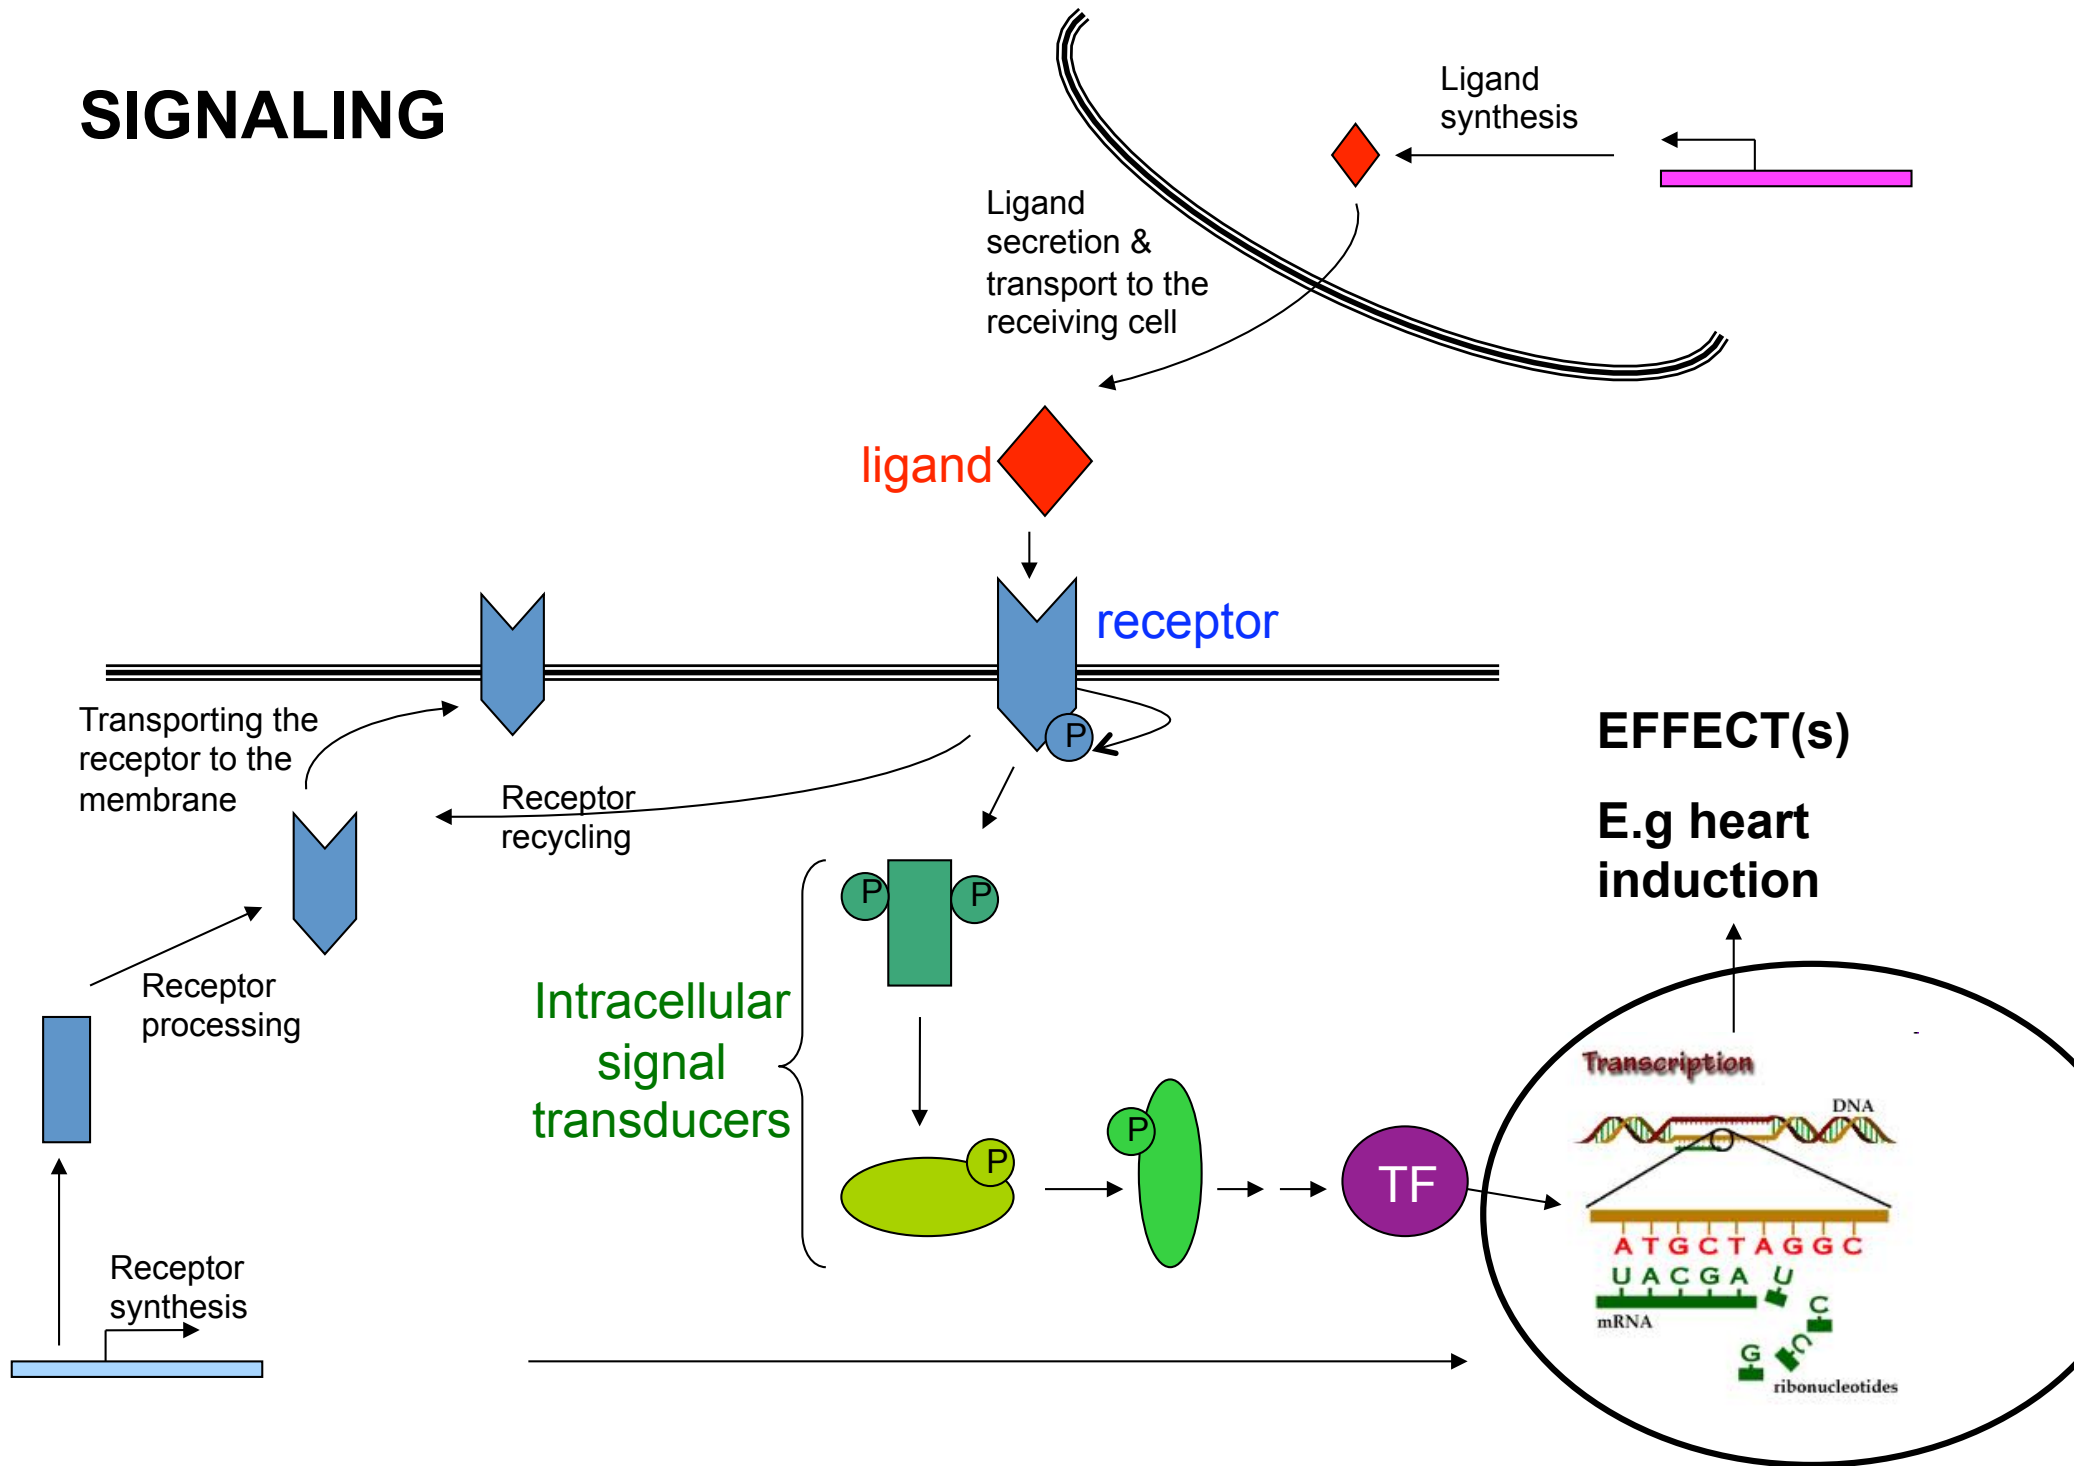 SIGNALING
Ligand
synthesis
Ligand
secretion &
transport to the
receiving cell
ligand
receptor
P
Transporting the
receptor to the
membrane
Receptor
recycling
EFFECT(s)
E.g heart
induction
P
P
Receptor
processing
Intracellular
signal
transducers
P
P
TF
Receptor
synthesis
-
Transcription
DNA
A T G C T A G G C
U A C G A U
mRNA
C
C
G
ribonucleotides